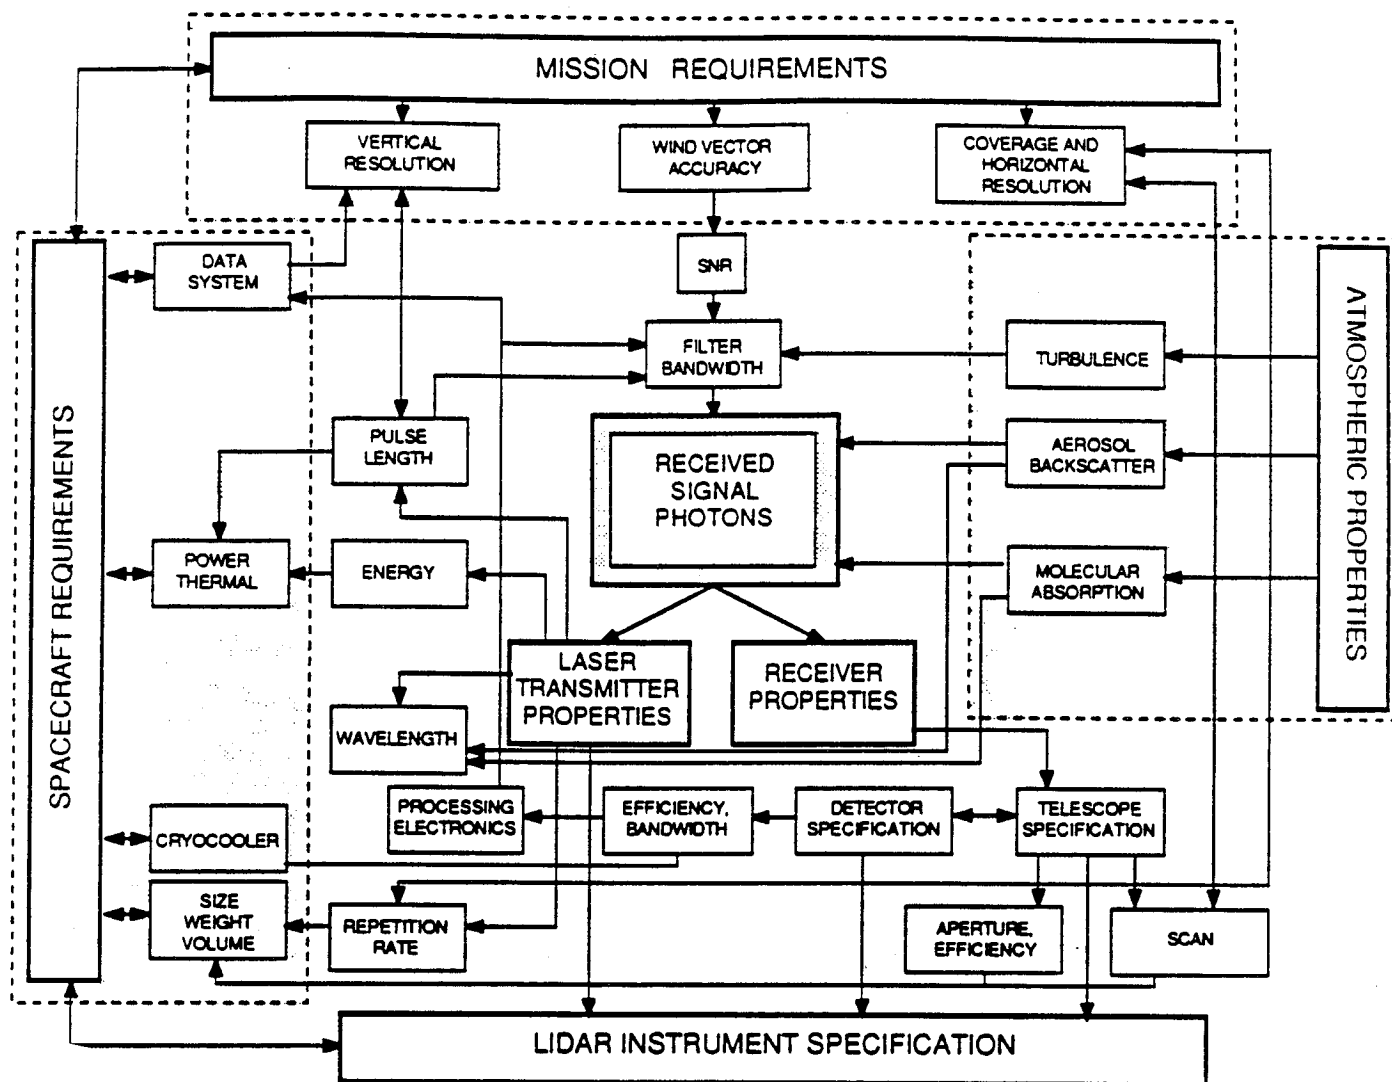 MISSION REQUIREMENTS
VERTICAL
RESOLUTION
WIND VECTOR
ACCURACY
COVERAGE AND
HORIZONTAL
RESOLUTION
SPACECRAFT REQUIREMENTS
DATA
SYSTEM
SNR
ATMOSPHERIC PROPERTIES
FILTER
BANDWIDTH
TURBULENCE
PULSE
LENGTH
RECEIVED
SIGNAL
PHOTONS
AEROSOL
BACKSCATTER
POWER
THERMAL
ENERGY
MOLECULAR
ABSORPTION
LASER
TRANSMITTER
PROPERTIES
RECEIVER
PROPERTIES
WAVELENGTH
PROCESSING
ELECTRONICS
EFFICIENCY,
BANDWIDTH
DETECTOR
SPECIFICATION
TELESCOPE
SPECIFICATION
CRYOCOOLER
SIZE
WEIGHT
VOLUME
REPETITION
RATE
APERTURE,
EFFICIENCY
SCAN
LIDAR INSTRUMENT SPECIFICATION